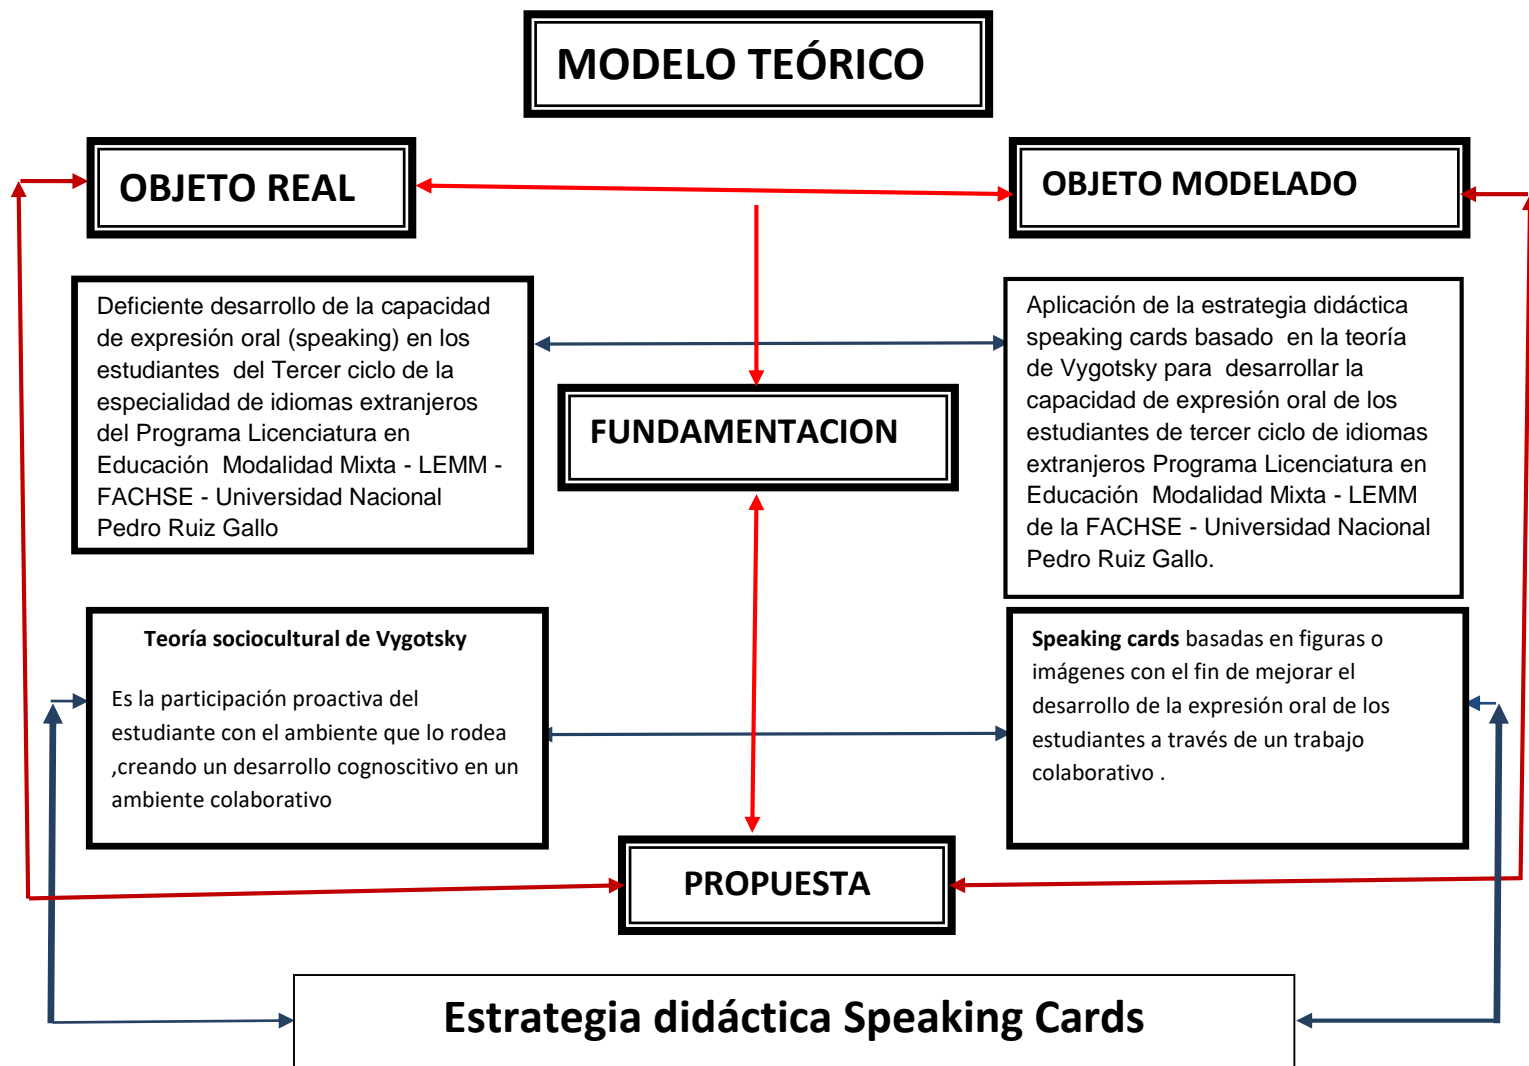 MODELO TEÓRICO
OBJETO REAL
OBJETO MODELADO
Deficiente desarrollo de la capacidad
de expresión oral (speaking) en los
estudiantes del Tercer ciclo de la
especialidad de idiomas extranjeros
del Programa Licenciatura en
Educación Modalidad Mixta - LEMM -
FACHSE - Universidad Nacional
Pedro Ruiz Gallo
Aplicación de la estrategia didáctica
speaking cards basado en la teoría
de Vygotsky para desarrollar la
capacidad de expresión oral de los
estudiantes de tercer ciclo de idiomas
extranjeros Programa Licenciatura en
Educación Modalidad Mixta - LEMM
de la FACHSE - Universidad Nacional
Pedro Ruiz Gallo.
FUNDAMENTACION
Teoría sociocultural de Vygotsky
Es la participación proactiva del
estudiante con el ambiente que lo rodea
,creando un desarrollo cognoscitivo en un
ambiente colaborativo
Speaking cards basadas en figuras o
imágenes con el fin de mejorar el
desarrollo de la expresión oral de los
estudiantes a través de un trabajo
colaborativo .
PROPUESTA
Estrategia didáctica Speaking Cards